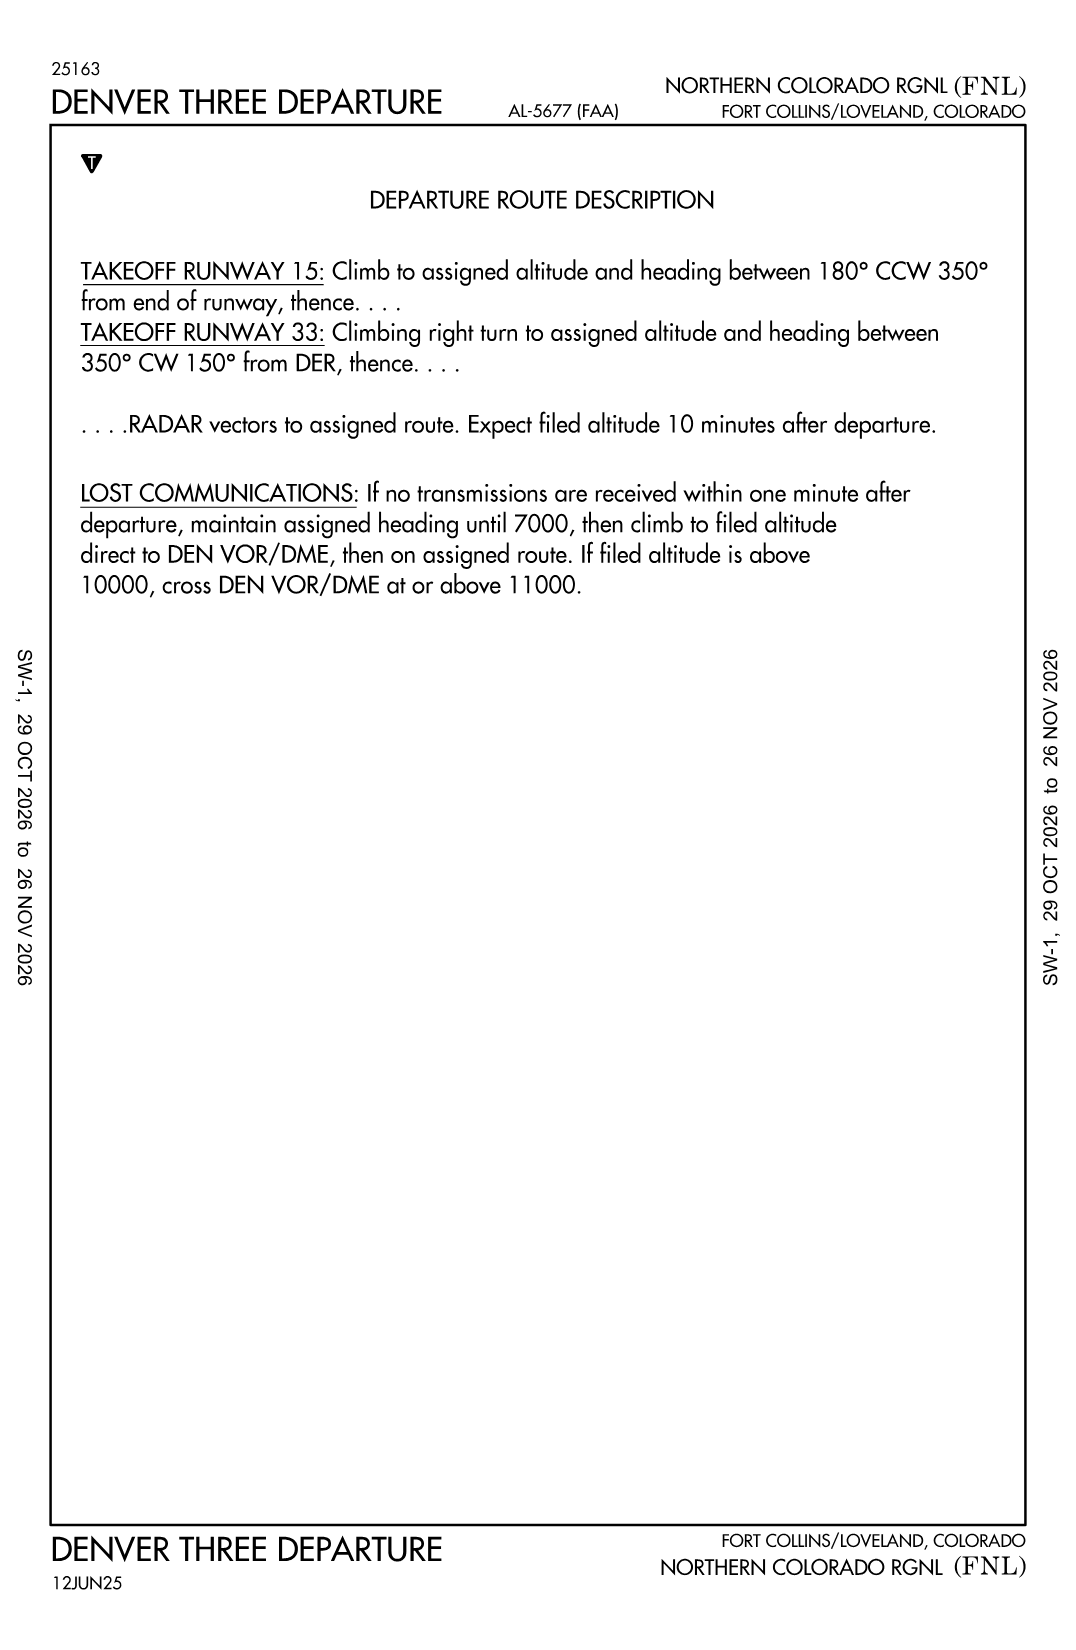 25163
DENVER THREE DEPARTURE
AL-5677 (FAA)
NORTHERN COLORADO RGNL (FNL)
FORT COLLINS/LOVELAND, COLORADO
T
DEPARTURE ROUTE DESCRIPTION
TAKEOFF RUNWAY 15: Climb to assigned altitude and heading between 180° CCW 350°
from end of runway, thence. . . .
TAKEOFF RUNWAY 33: Climbing right turn to assigned altitude and heading between
350° CW 150° from DER, thence. . . .
. . . .RADAR vectors to assigned route. Expect filed altitude 10 minutes after departure.
LOST COMMUNICATIONS: If no transmissions are received within one minute after
departure, maintain assigned heading until 7000, then climb to filed altitude
direct to DEN VOR/DME, then on assigned route. If filed altitude is above
10000, cross DEN VOR/DME at or above 11000.
SW-1, 29 OCT 2026 to 26 NOV 2026
SW-1, 29 OCT 2026 to 26 NOV 2026
DENVER THREE DEPARTURE
12JUN25
FORT COLLINS/LOVELAND, COLORADO
NORTHERN COLORADO RGNL (FNL)